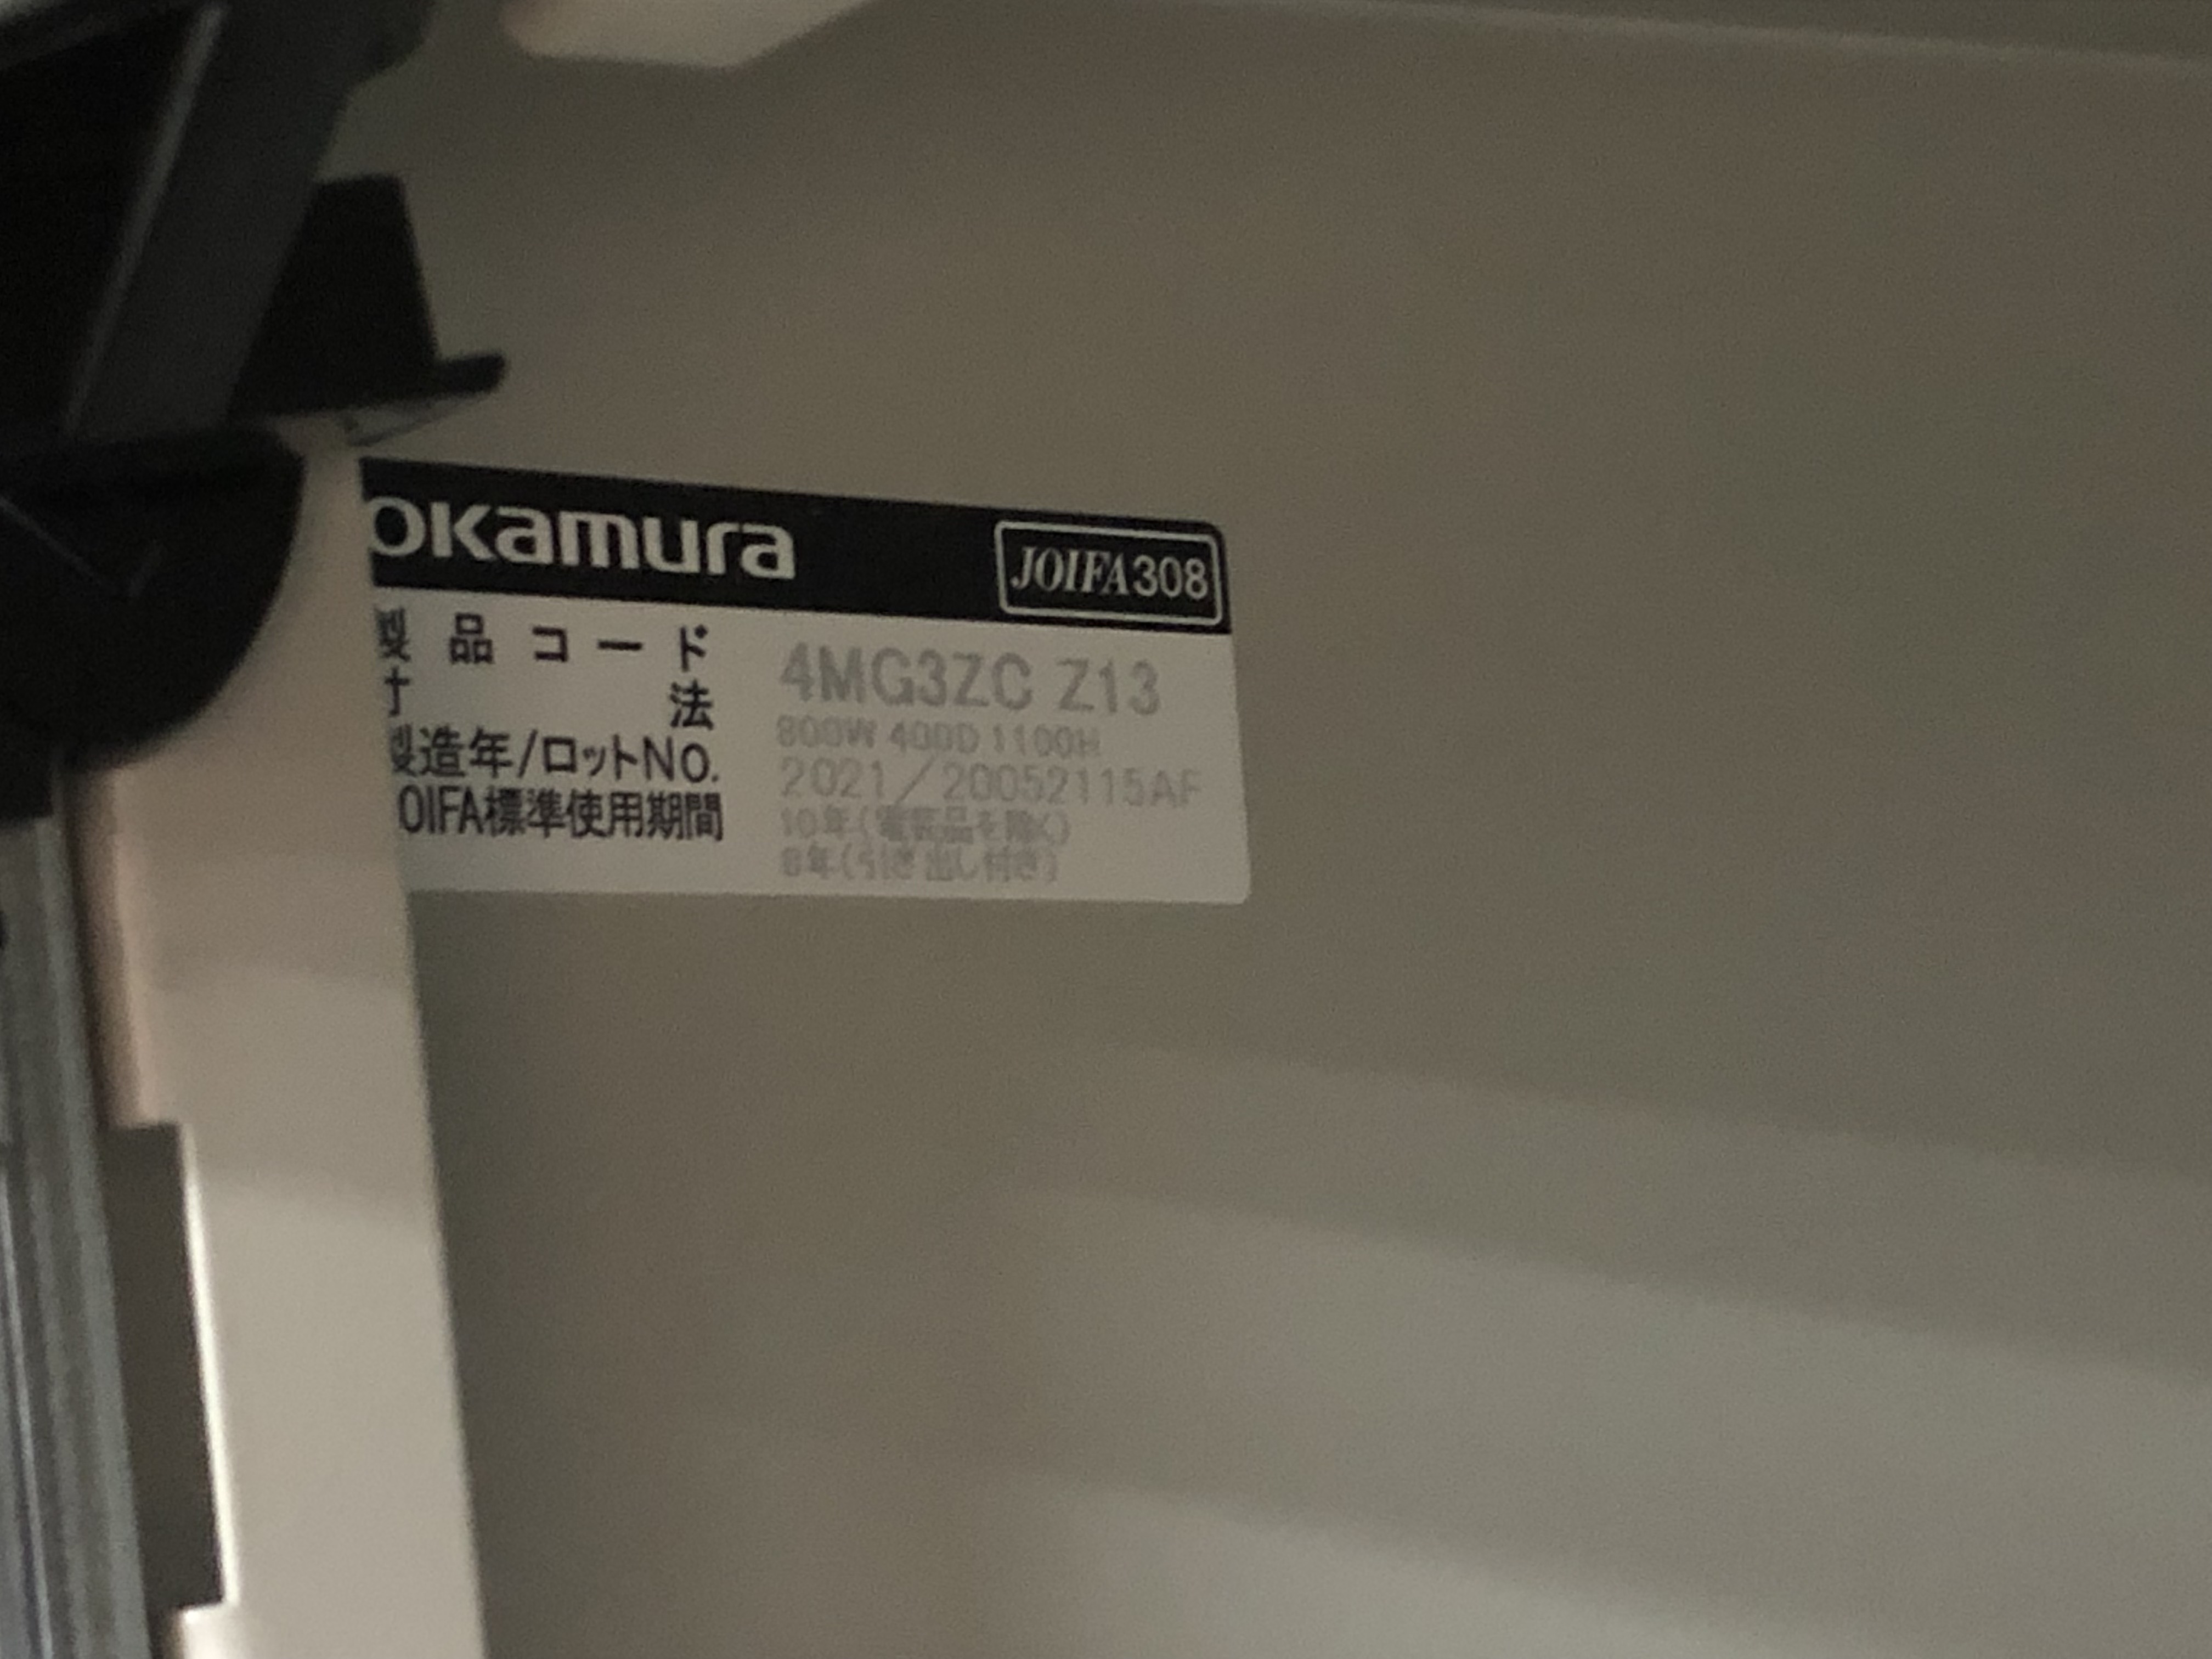 okamura JOIFA308
製品コード 4MG3ZC Z13
寸法 800W 400D 1100H
製造年/ロットNo. 2021/20052115AF
JOIFA標準使用期間 10年(電気品を除く)
8年(引き出し付き)